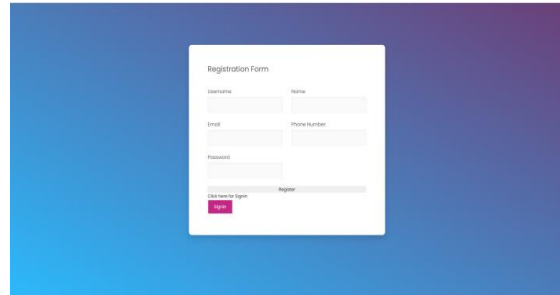 Registration Form
Username Name
Email Phone Number
Password
Register
Click here for Signin
Signin